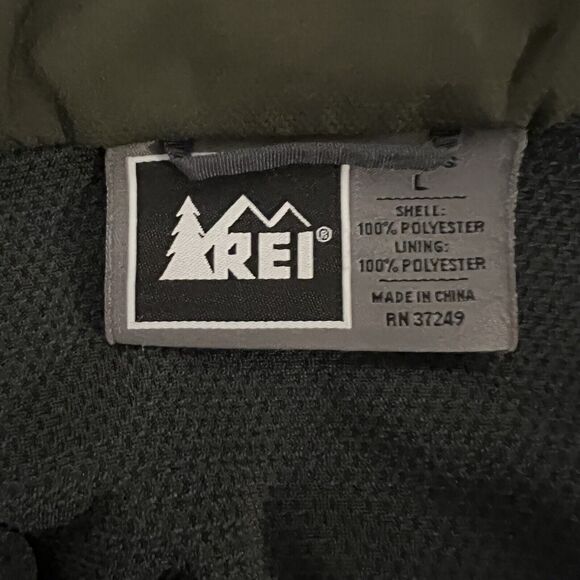 REI®
L
SHELL:
100% POLYESTER
LINING:
100% POLYESTER
MADE IN CHINA
RN 37249